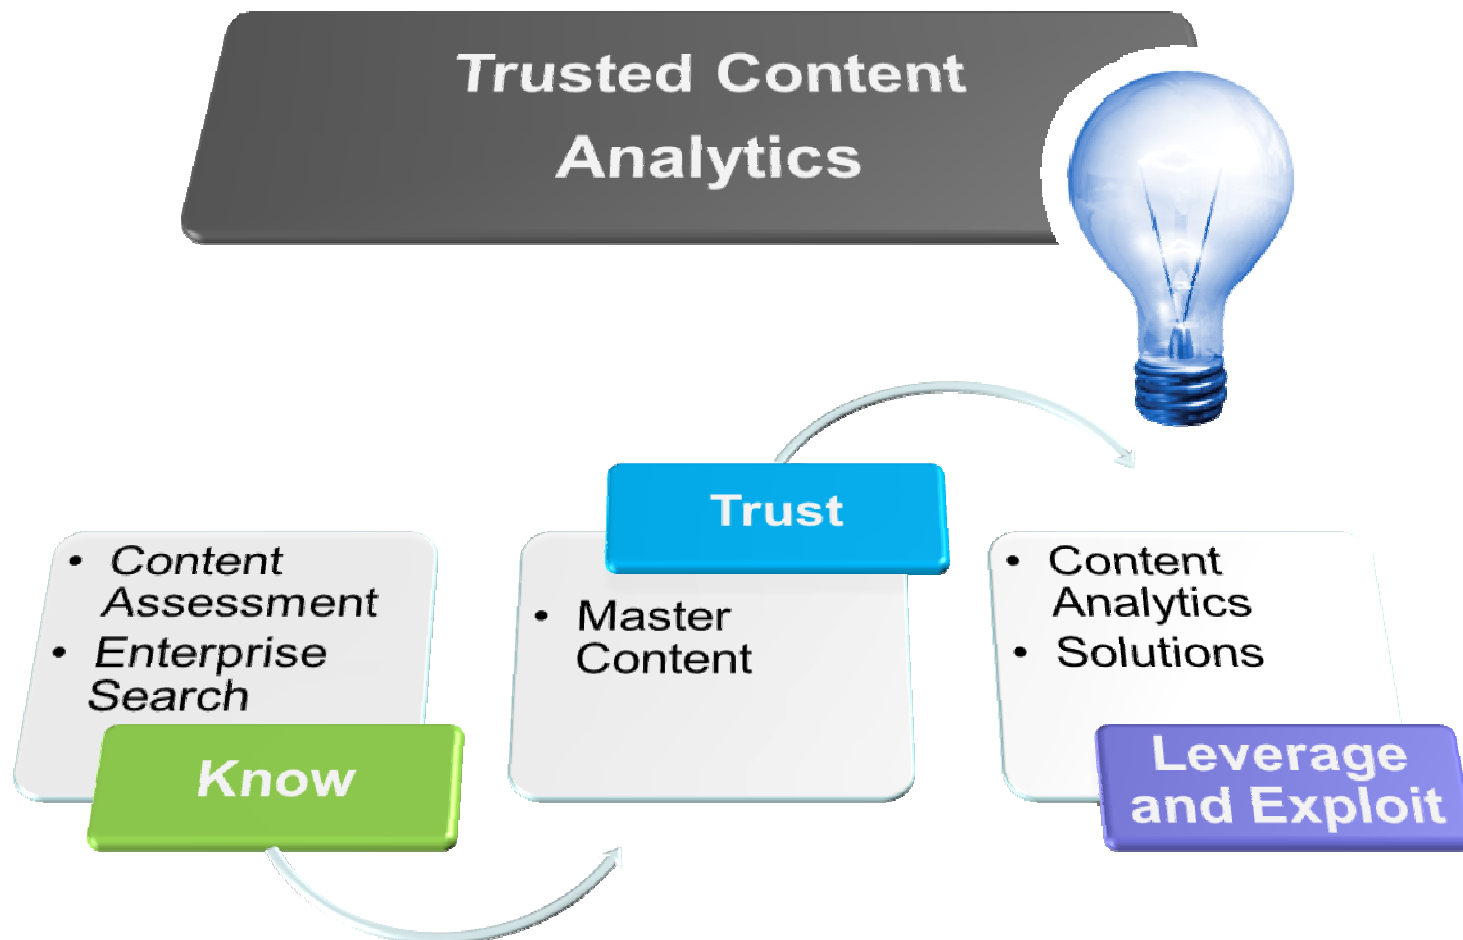 Trusted Content
Analytics
• Content
Assessment
• Enterprise
Search
Know
Trust
• Master
Content
• Content
Analytics
• Solutions
Leverage
and Exploit